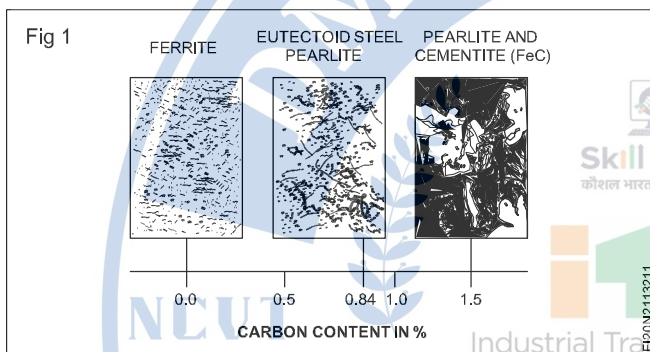 Fig 1
FERRITE
EUTECTOID STEEL
PEARLITE
PEARLITE AND
CEMENTITE (FeC)
0.0
0.5
0.84
1.0
1.5
CARBON CONTENT IN %
NCVT
Skill
कौशल भारत
Industrial Tra